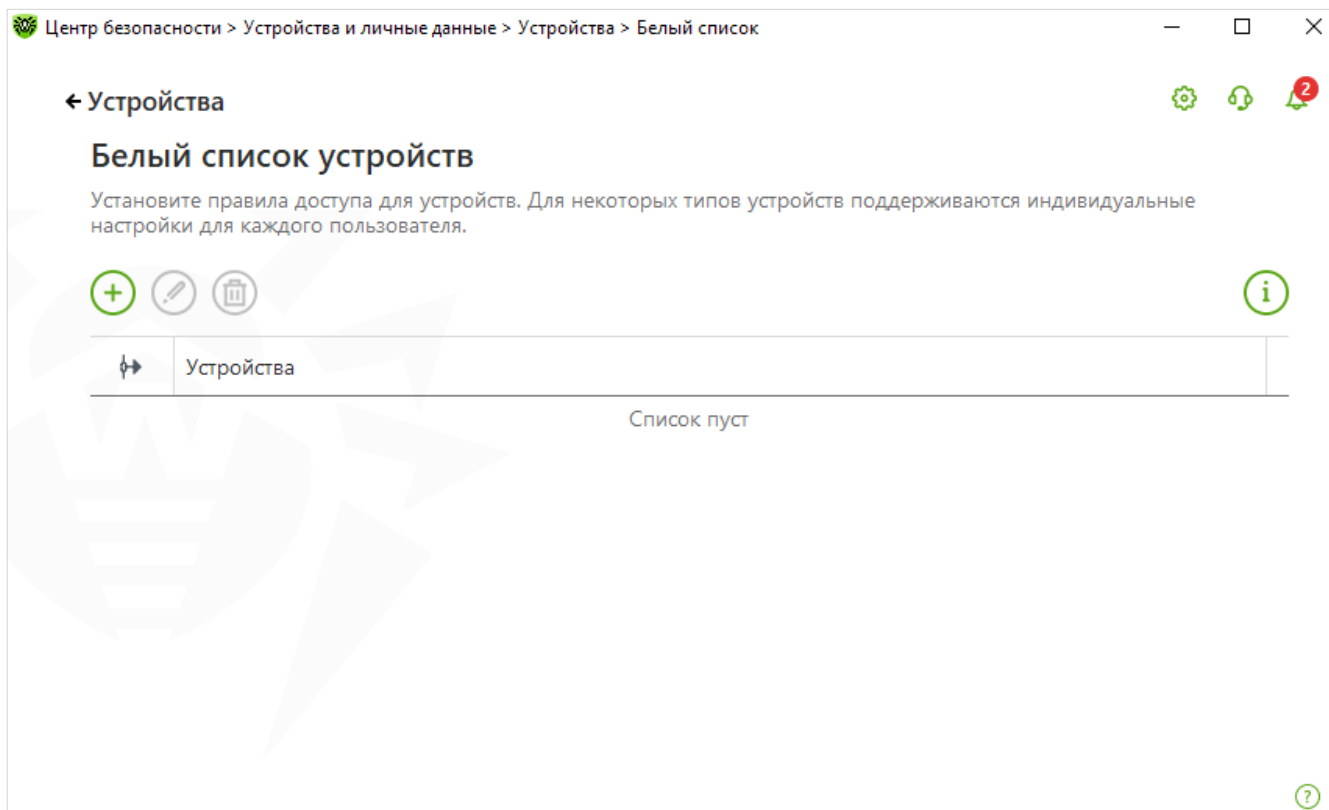 Центр безопасности > Устройства и личные данные > Устройства > Белый список
Устройства
2
Белый список устройств
Установите правила доступа для устройств. Для некоторых типов устройств поддерживаются индивидуальные
настройки для каждого пользователя.
i
Устройства
Список пуст
?